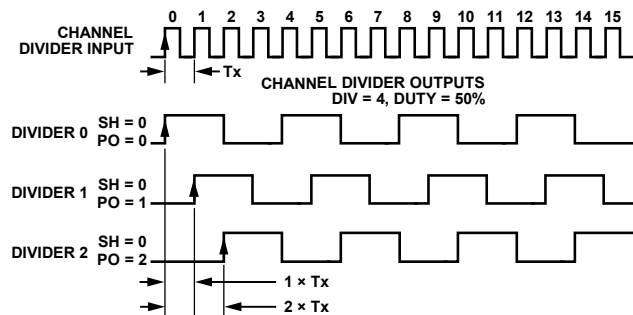 0 1 2 3 4 5 6 7 8 9 10 11 12 13 14 15
CHANNEL
DIVIDER INPUT
Tx
CHANNEL DIVIDER OUTPUTS
DIV = 4, DUTY = 50%
DIVIDER 0
SH = 0
PO = 0
DIVIDER 1
SH = 0
PO = 1
DIVIDER 2
SH = 0
PO = 2
1 × Tx
2 × Tx